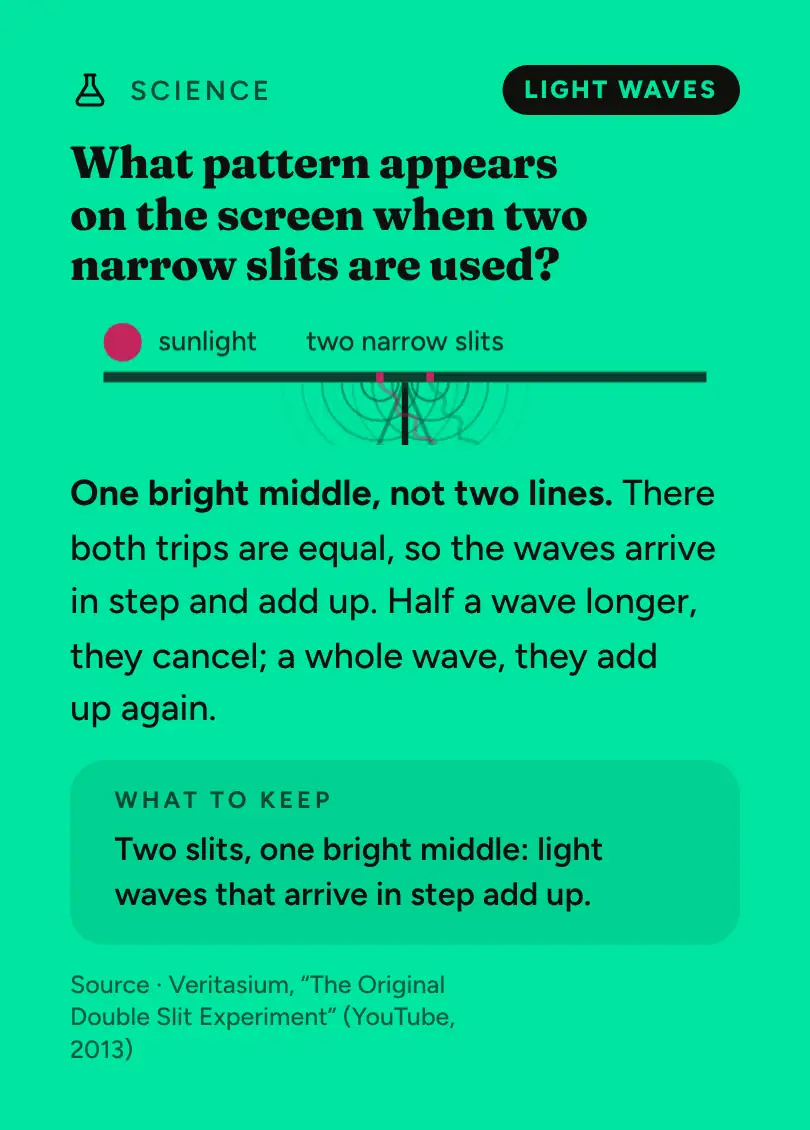 SCIENCE
LIGHT WAVES
What pattern appears
on the screen when two
narrow slits are used?
sunlight
two narrow slits
One bright middle, not two lines. There
both trips are equal, so the waves arrive
in step and add up. Half a wave longer,
they cancel; a whole wave, they add
up again.
WHAT TO KEEP
Two slits, one bright middle: light
waves that arrive in step add up.
Source · Veritasium, “The Original
Double Slit Experiment” (YouTube,
2013)